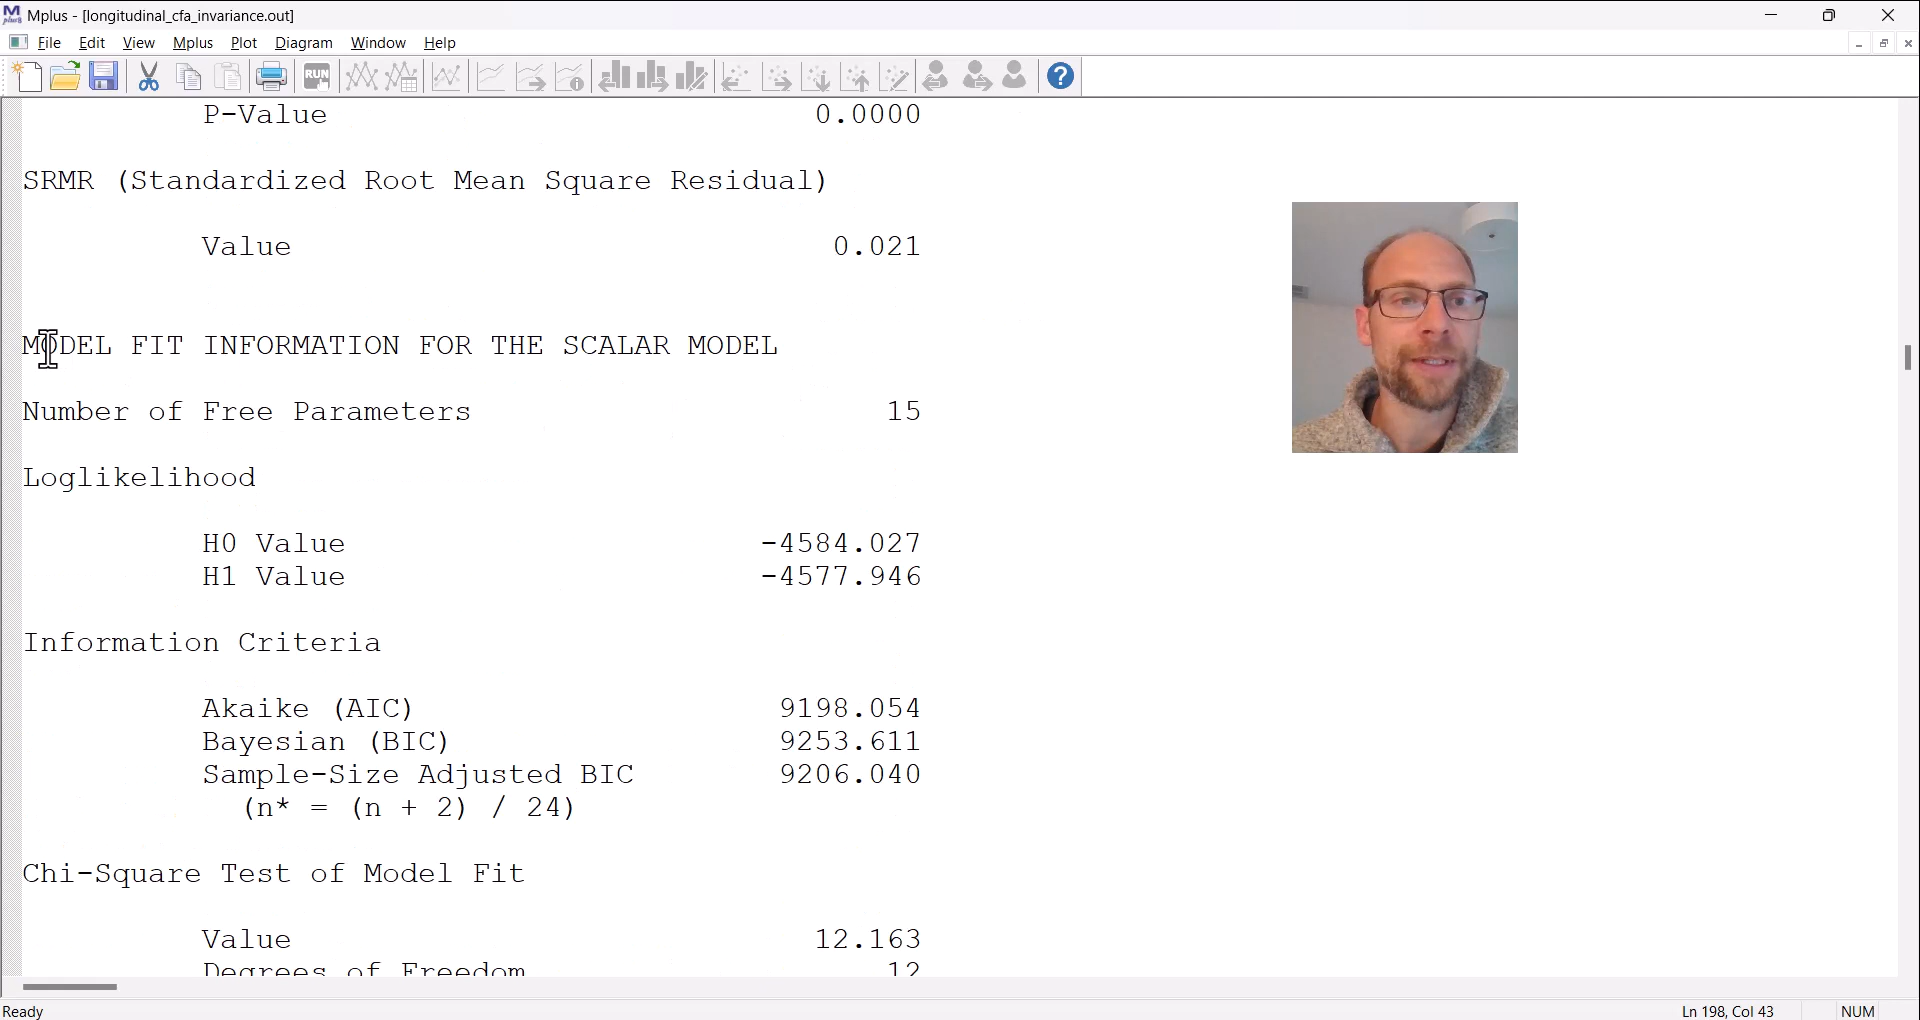 Mplus - [longitudinal_cfa_invariance.out]
File Edit View Mplus Plot Diagram Window Help
RUN
P-Value 0.0000
SRMR (Standardized Root Mean Square Residual)
Value 0.021
MODEL FIT INFORMATION FOR THE SCALAR MODEL
Number of Free Parameters 15
Loglikelihood
H0 Value -4584.027
H1 Value -4577.946
Information Criteria
Akaike (AIC) 9198.054
Bayesian (BIC) 9253.611
Sample-Size Adjusted BIC 9206.040
(n* = (n + 2) / 24)
Chi-Square Test of Model Fit
Value 12.163
Degrees of Freedom 12
Ready Ln 198, Col 43 NUM